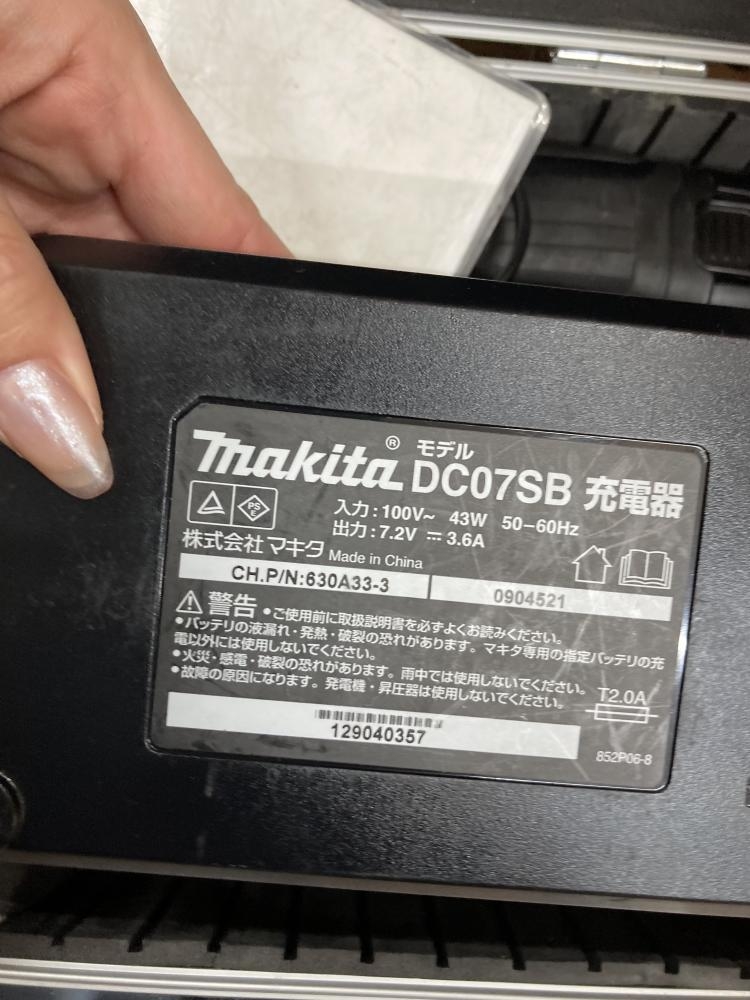 makita® モデル DC07SB 充電器
PSE
入力:100V~ 43W 50-60Hz
出力:7.2V ⎓ 3.6A
株式会社マキタ Made in China
CH.P/N:630A33-3 0904521
⚠警告 •ご使用前に取扱説明書を必ずよくお読みください。
•バッテリの液漏れ・発熱・破裂の恐れがあります。マキタ専用の指定バッテリの充
電以外には使用しないでください。
•火災・感電・破裂の恐れがあります。雨中では使用しないでください。
•故障の原因になります。発電機・昇圧器は使用しないでください。
T2.0A
129040357
852P06-8